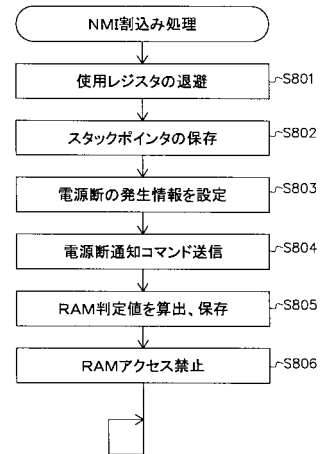 NMI割込み処理
使用レジスタの退避 S801
スタックポインタの保存 S802
電源断の発生情報を設定 S803
電源断通知コマンド送信 S804
RAM判定値を算出、保存 S805
RAMアクセス禁止 S806